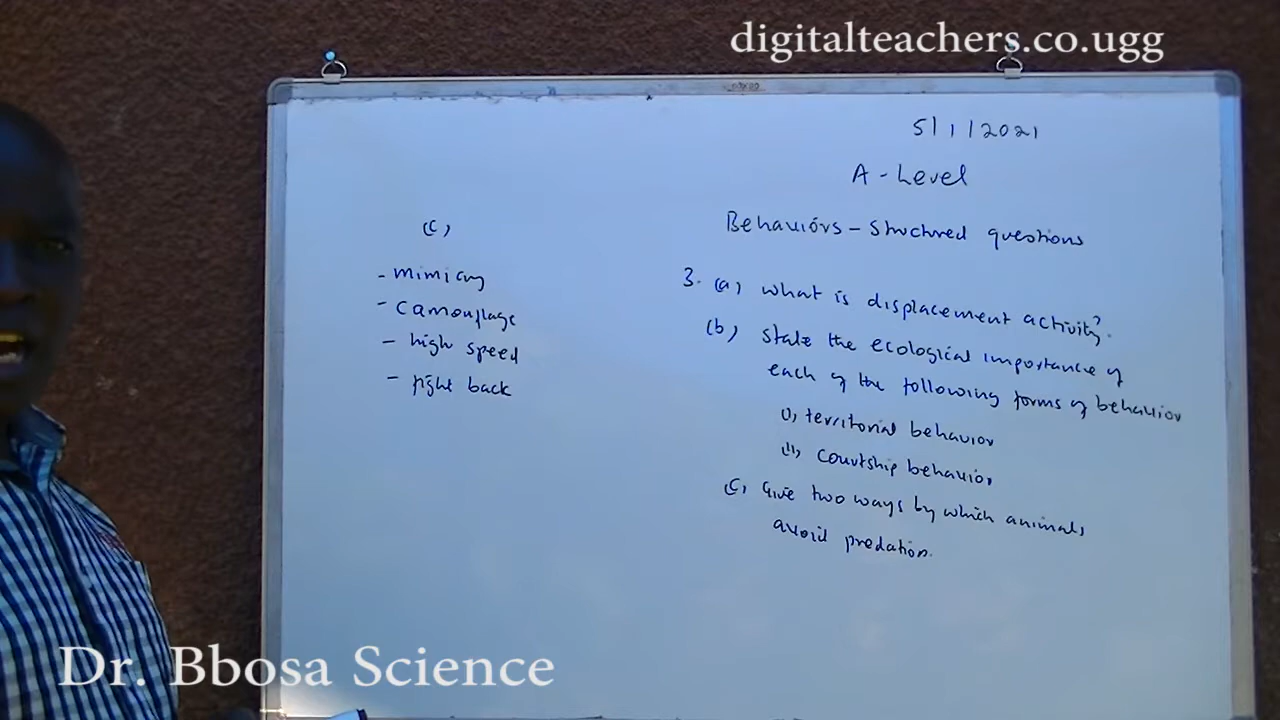 digitalteachers.co.ugg
5/1/2021
A - Level
Behaviors - Structured questions
3. (a) What is displacement activity?
(b) State the ecological importance of
each of the following forms of behavior
(i) territorial behavior
(ii) courtship behavior
(c) Give two ways by which animals
avoid predation.
(c)
- mimicry
- camouflage
- high speed
- fight back
Dr. Bbosa Science